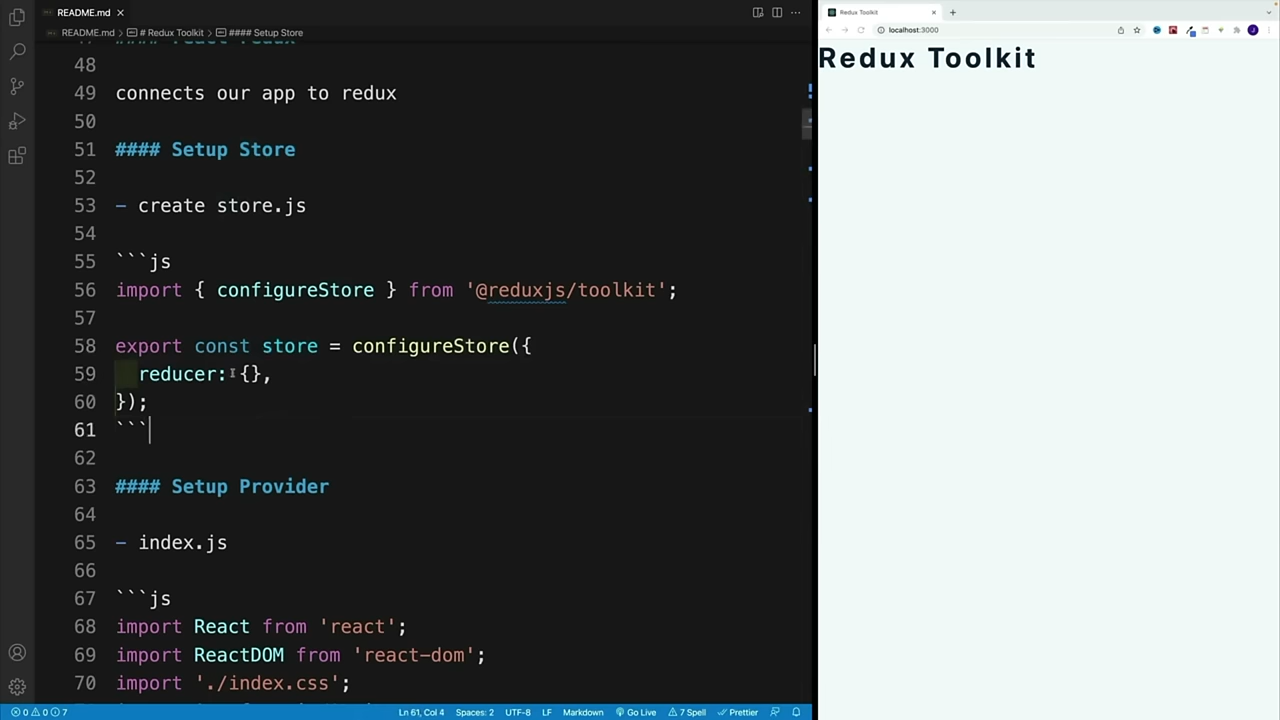 README.md
README.md > # Redux Toolkit > #### Setup Store
48
49 connects our app to redux
50
51 #### Setup Store
52
53 - create store.js
54
55 ```js
56 import { configureStore } from '@reduxjs/toolkit';
57
58 export const store = configureStore({
59 reducer: {},
60 });
61 ```
62
63 #### Setup Provider
64
65 - index.js
66
67 ```js
68 import React from 'react';
69 import ReactDOM from 'react-dom';
70 import './index.css';
0 0 7
Ln 61, Col 4 Spaces: 2 UTF-8 LF Markdown Go Live 7 Spell Prettier
Redux Toolkit
localhost:3000
J
Redux Toolkit